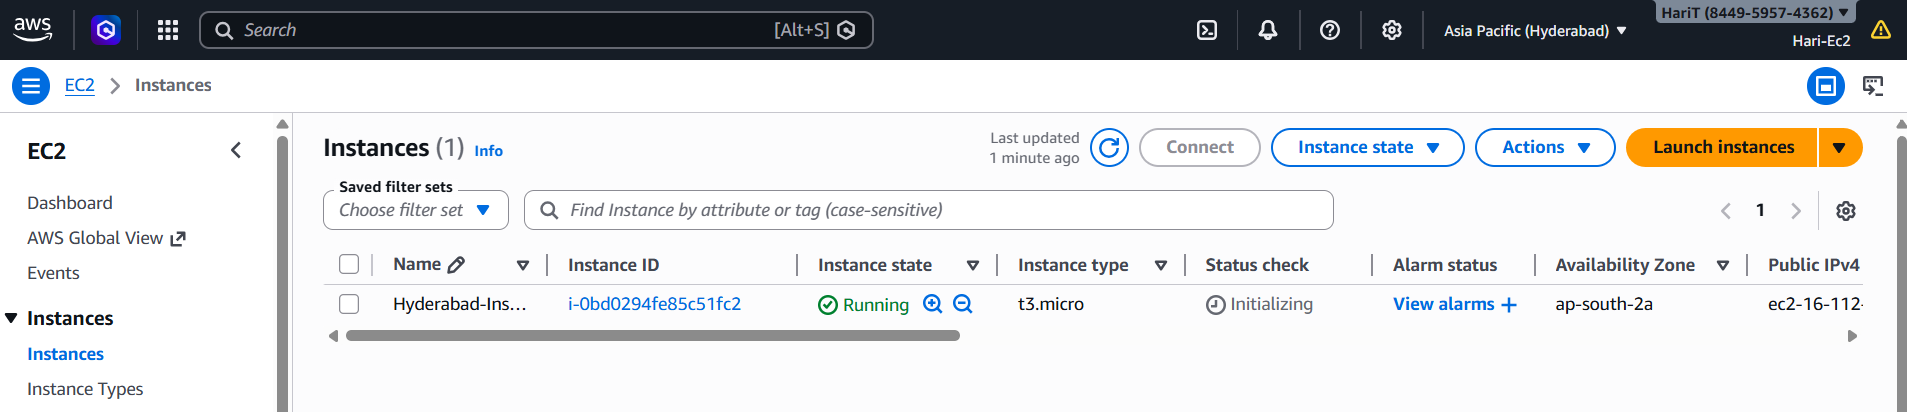 aws
Search [Alt+S]
Asia Pacific (Hyderabad)
HariT (8449-5957-4362)
Hari-Ec2
EC2 Instances
EC2
Dashboard
AWS Global View
Events
Instances
Instances
Instance Types
Instances (1) Info
Last updated
1 minute ago
Connect
Instance state
Actions
Launch instances
Saved filter sets
Choose filter set
Find Instance by attribute or tag (case-sensitive)
1
Name Instance ID Instance state Instance type Status check Alarm status Availability Zone Public IPv4
Hyderabad-Ins... i-0bd0294fe85c51fc2 Running t3.micro Initializing View alarms + ap-south-2a ec2-16-112-